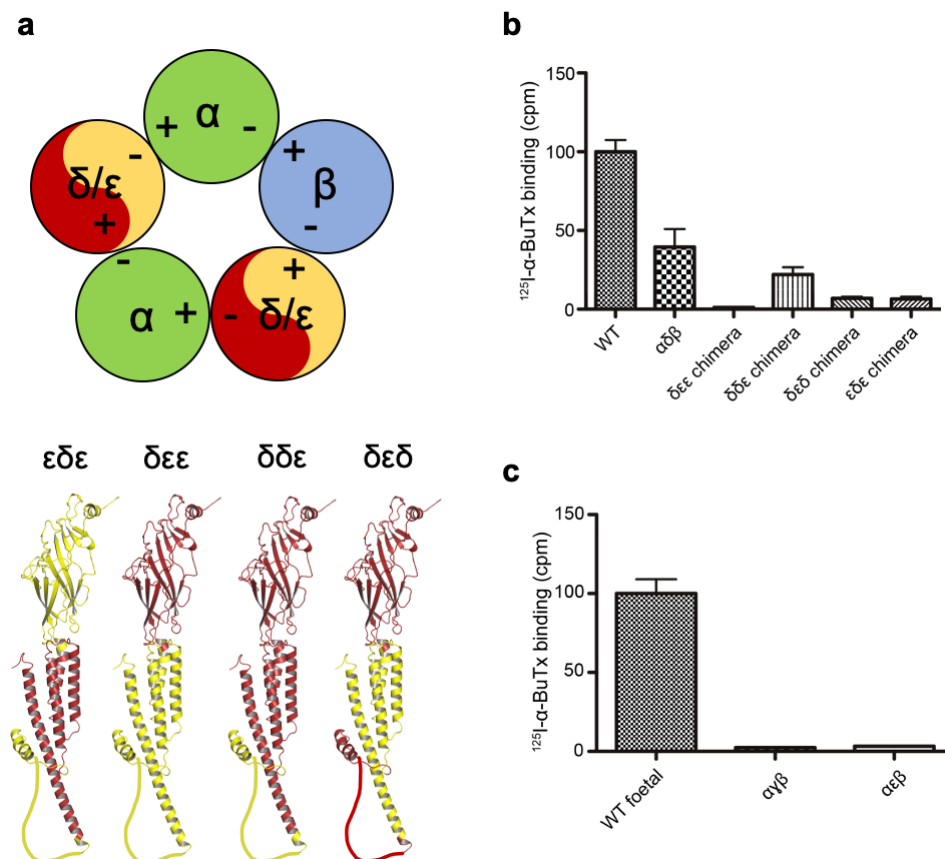 a
α
+
-
δ/ε
-
+
+
β
-
-
α
+
+
-
δ/ε
εδε
δεε
δδε
δεδ
b
¹²⁵I-α-BuTx binding (cpm)
150
100
50
0
WT
αδβ
δεε chimera
δδε chimera
δεδ chimera
εδε chimera
c
¹²⁵I-α-BuTx binding (cpm)
150
100
50
0
WT foetal
αγβ
αεβ